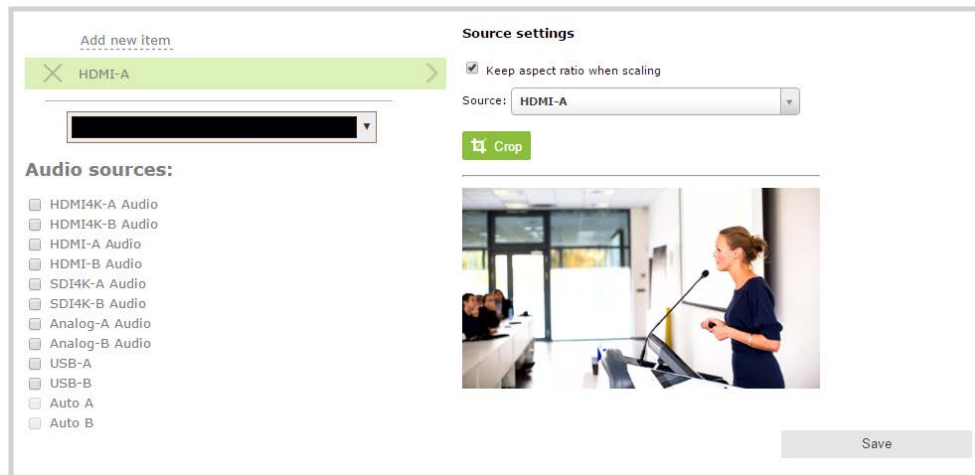 Add new item
HDMI-A
Audio sources:
HDMI4K-A Audio
HDMI4K-B Audio
HDMI-A Audio
HDMI-B Audio
SDI4K-A Audio
SDI4K-B Audio
Analog-A Audio
Analog-B Audio
USB-A
USB-B
Auto A
Auto B
Source settings
Keep aspect ratio when scaling
Source: HDMI-A
Crop
Save